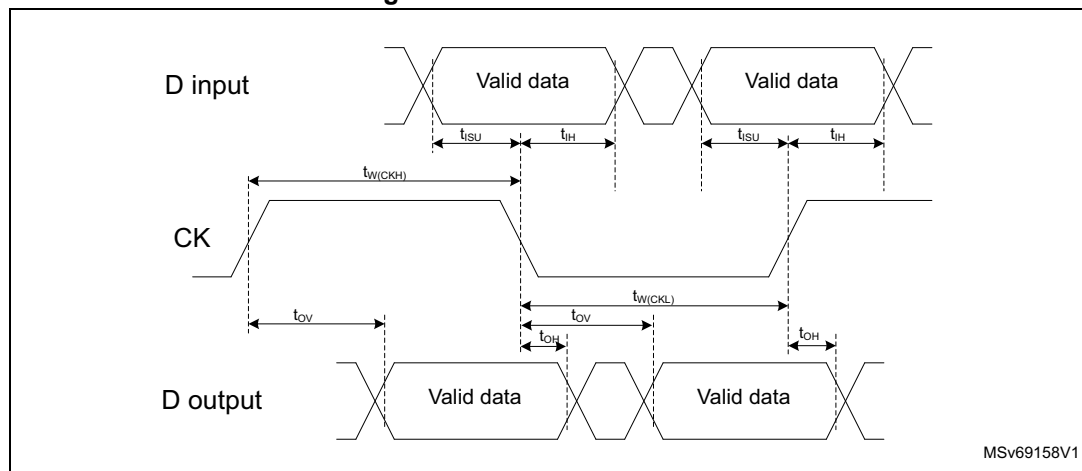 D input
Valid data
Valid data
tISU
tIH
tISU
tIH
tW(CKH)
CK
tW(CKL)
tOV
tOV
tOH
tOH
D output
Valid data
Valid data
MSv69158V1